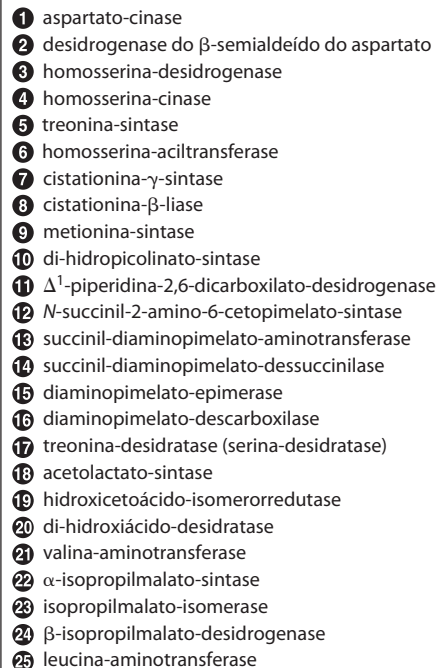 1 aspartato-cinase
2 desidrogenase do β-semialdeído do aspartato
3 homosserina-desidrogenase
4 homosserina-cinase
5 treonina-sintase
6 homosserina-aciltransferase
7 cistationina-γ-sintase
8 cistationina-β-liase
9 metionina-sintase
10 di-hidropicolinato-sintase
11 Δ¹-piperidina-2,6-dicarboxilato-desidrogenase
12 N-succinil-2-amino-6-cetopimelato-sintase
13 succinil-diaminopimelato-aminotransferase
14 succinil-diaminopimelato-dessuccinilase
15 diaminopimelato-epimerase
16 diaminopimelato-descarboxilase
17 treonina-desidratase (serina-desidratase)
18 acetolactato-sintase
19 hidroxicetoácido-isomerorredutase
20 di-hidroxiácido-desidratase
21 valina-aminotransferase
22 α-isopropilmalato-sintase
23 isopropilmalato-isomerase
24 β-isopropilmalato-desidrogenase
25 leucina-aminotransferase